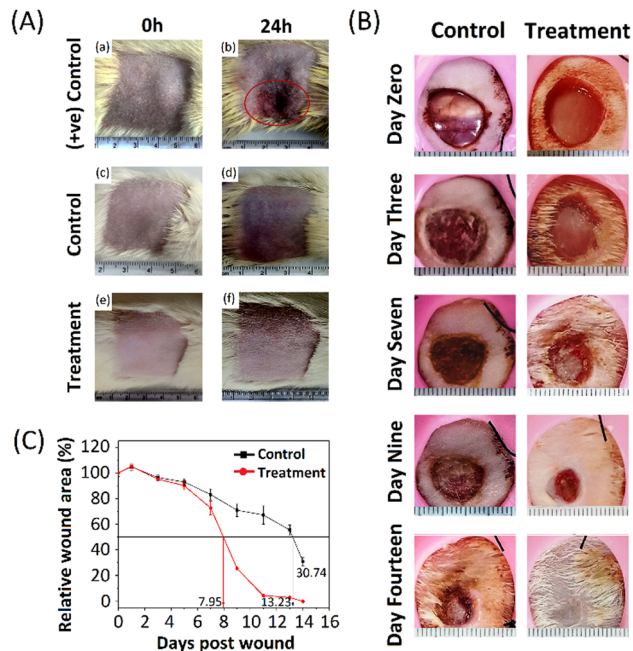 (A)
0h
24h
(+ve) Control
(a)
(b)
Control
(c)
(d)
Treatment
(e)
(f)
(B)
Control
Treatment
Day Zero
Day Three
Day Seven
Day Nine
Day Fourteen
(C)
Relative wound area (%)
120
100
80
60
40
20
0
Control
Treatment
30.74
7.95
13.23
0 2 4 6 8 10 12 14 16
Days post wound